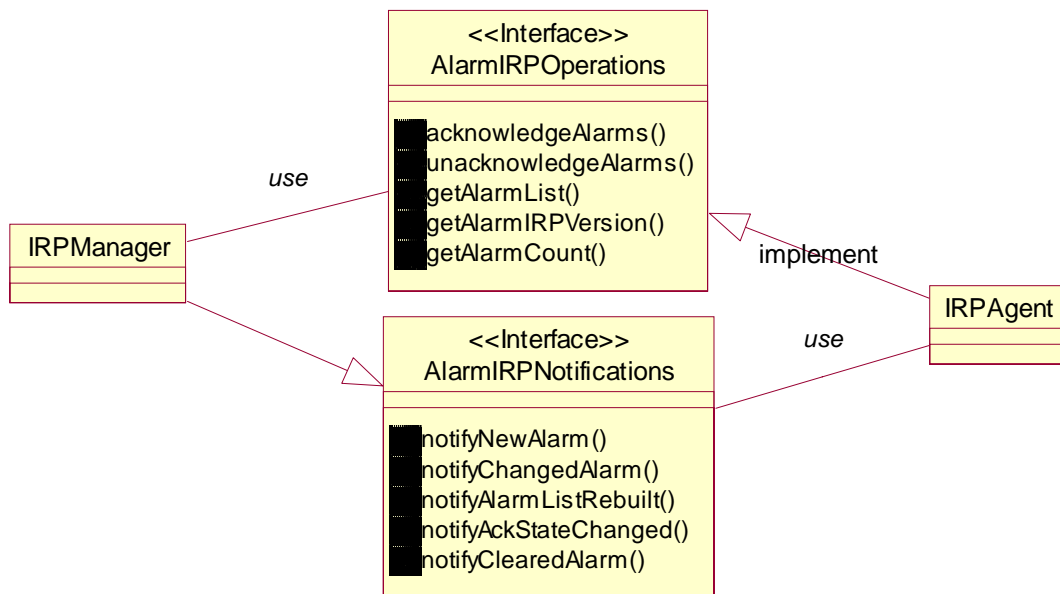 <<Interface>>
AlarmIRPOperations
acknowledgeAlarms()
unacknowledgeAlarms()
getAlarmList()
getAlarmIRPVersion()
getAlarmCount()
use
IRPManager
implement
IRPAgent
<<Interface>>
AlarmIRPNotifications
use
notifyNewAlarm()
notifyChangedAlarm()
notifyAlarmListRebuilt()
notifyAckStateChanged()
notifyClearedAlarm()